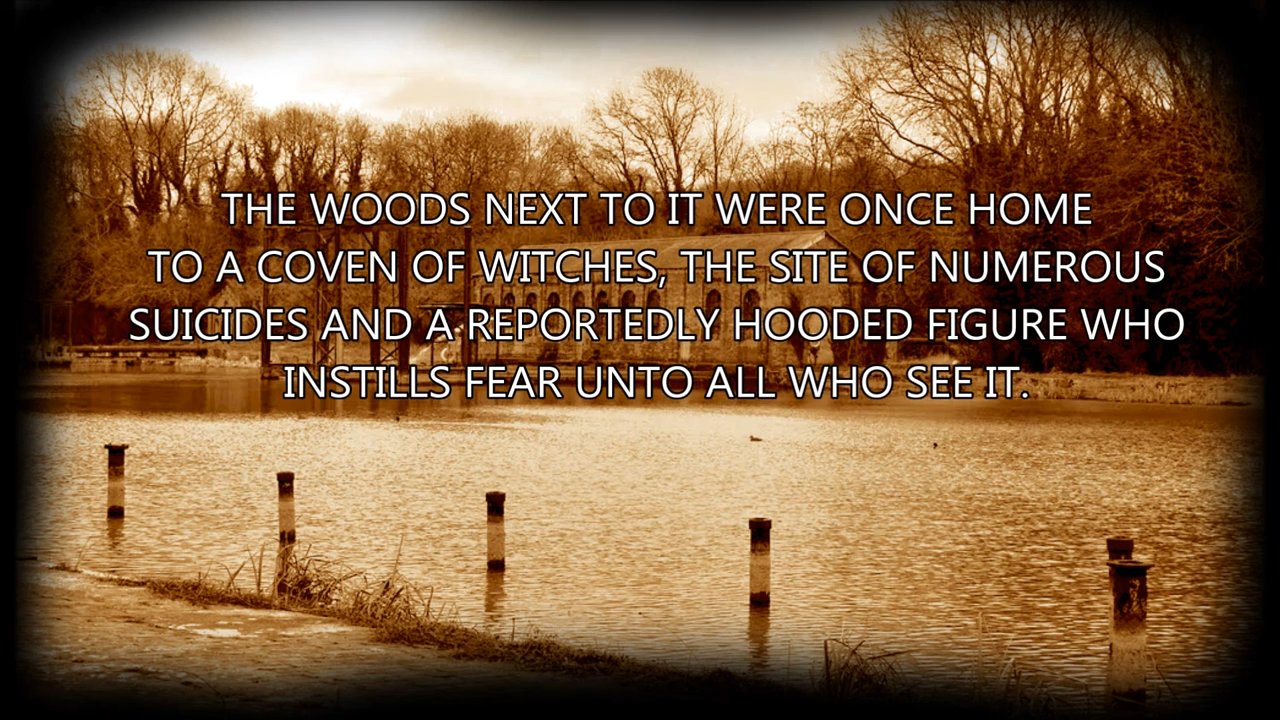 THE WOODS NEXT TO IT WERE ONCE HOME
TO A COVEN OF WITCHES, THE SITE OF NUMEROUS
SUICIDES AND A REPORTEDLY HOODED FIGURE WHO
INSTILLS FEAR UNTO ALL WHO SEE IT.